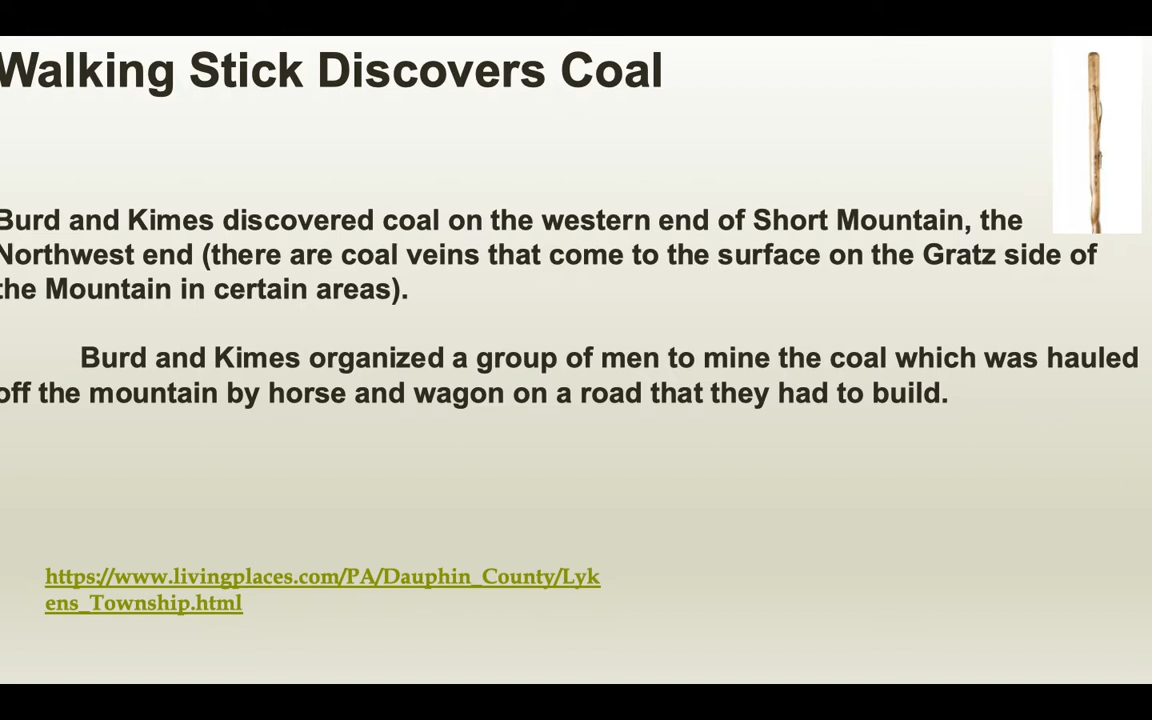 Walking Stick Discovers Coal
Burd and Kimes discovered coal on the western end of Short Mountain, the
Northwest end (there are coal veins that come to the surface on the Gratz side of
the Mountain in certain areas).
Burd and Kimes organized a group of men to mine the coal which was hauled
off the mountain by horse and wagon on a road that they had to build.
https://www.livingplaces.com/PA/Dauphin_County/Lyk
ens_Township.html